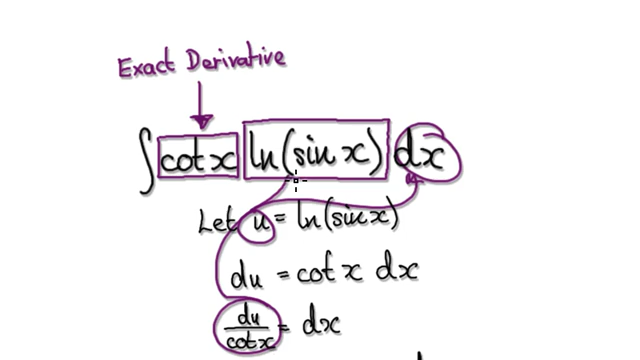 Exact Derivative
∫ cot x ln(sin x) dx
Let u = ln(sin x)
du = cot x dx
du/cot x = dx